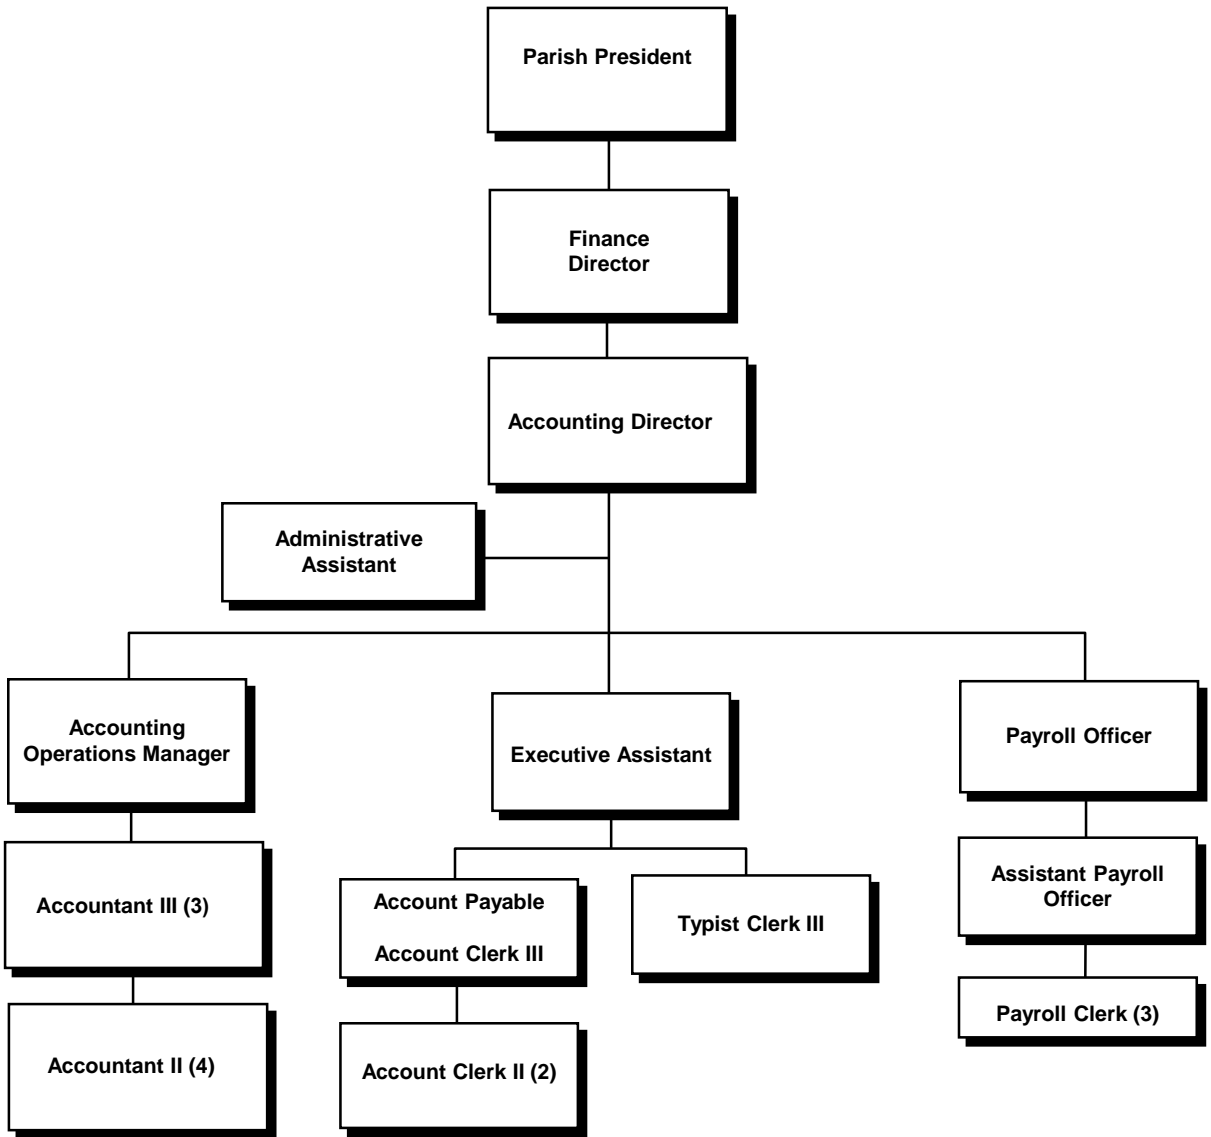 Parish President
Finance
Director
Accounting Director
Administrative
Assistant
Accounting
Operations Manager
Executive Assistant
Payroll Officer
Accountant III (3)
Account Payable
Account Clerk III
Typist Clerk III
Assistant Payroll
Officer
Accountant II (4)
Account Clerk II (2)
Payroll Clerk (3)